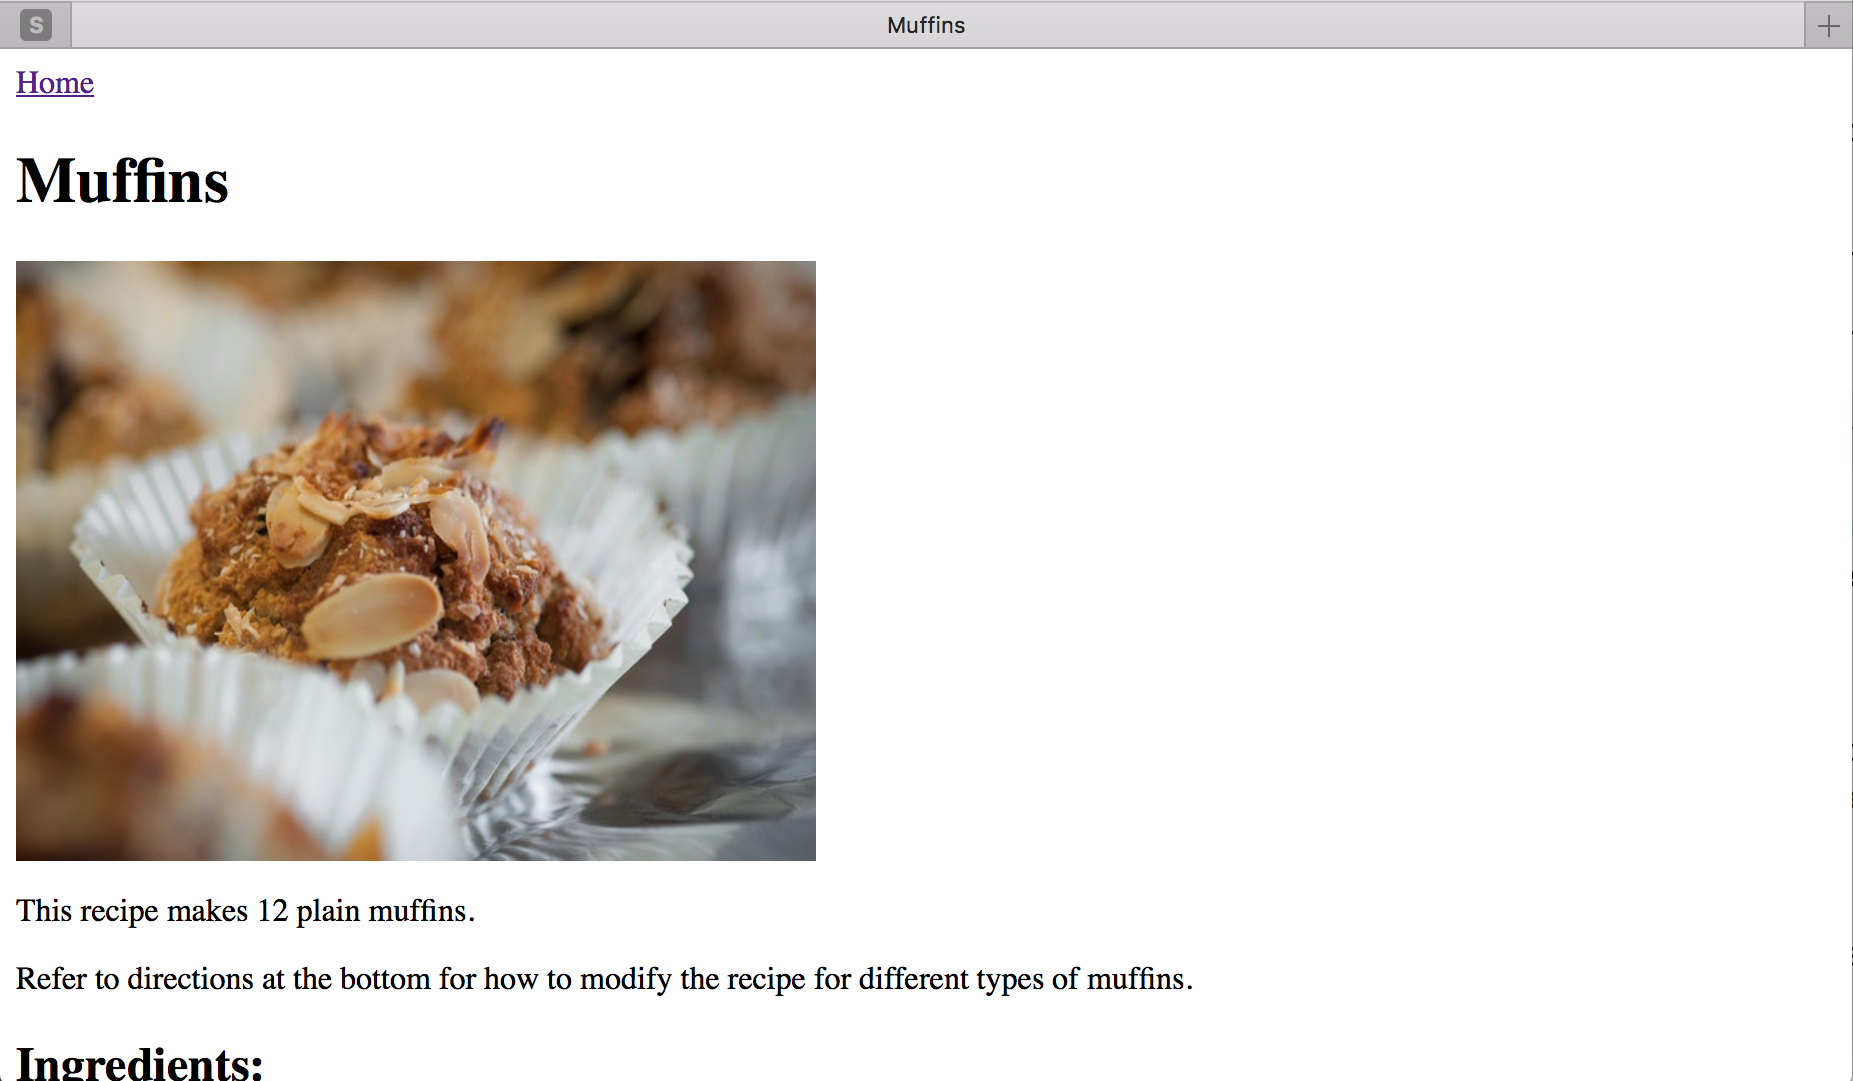 S
Muffins
Home
Muffins
This recipe makes 12 plain muffins.
Refer to directions at the bottom for how to modify the recipe for different types of muffins.
Ingredients: